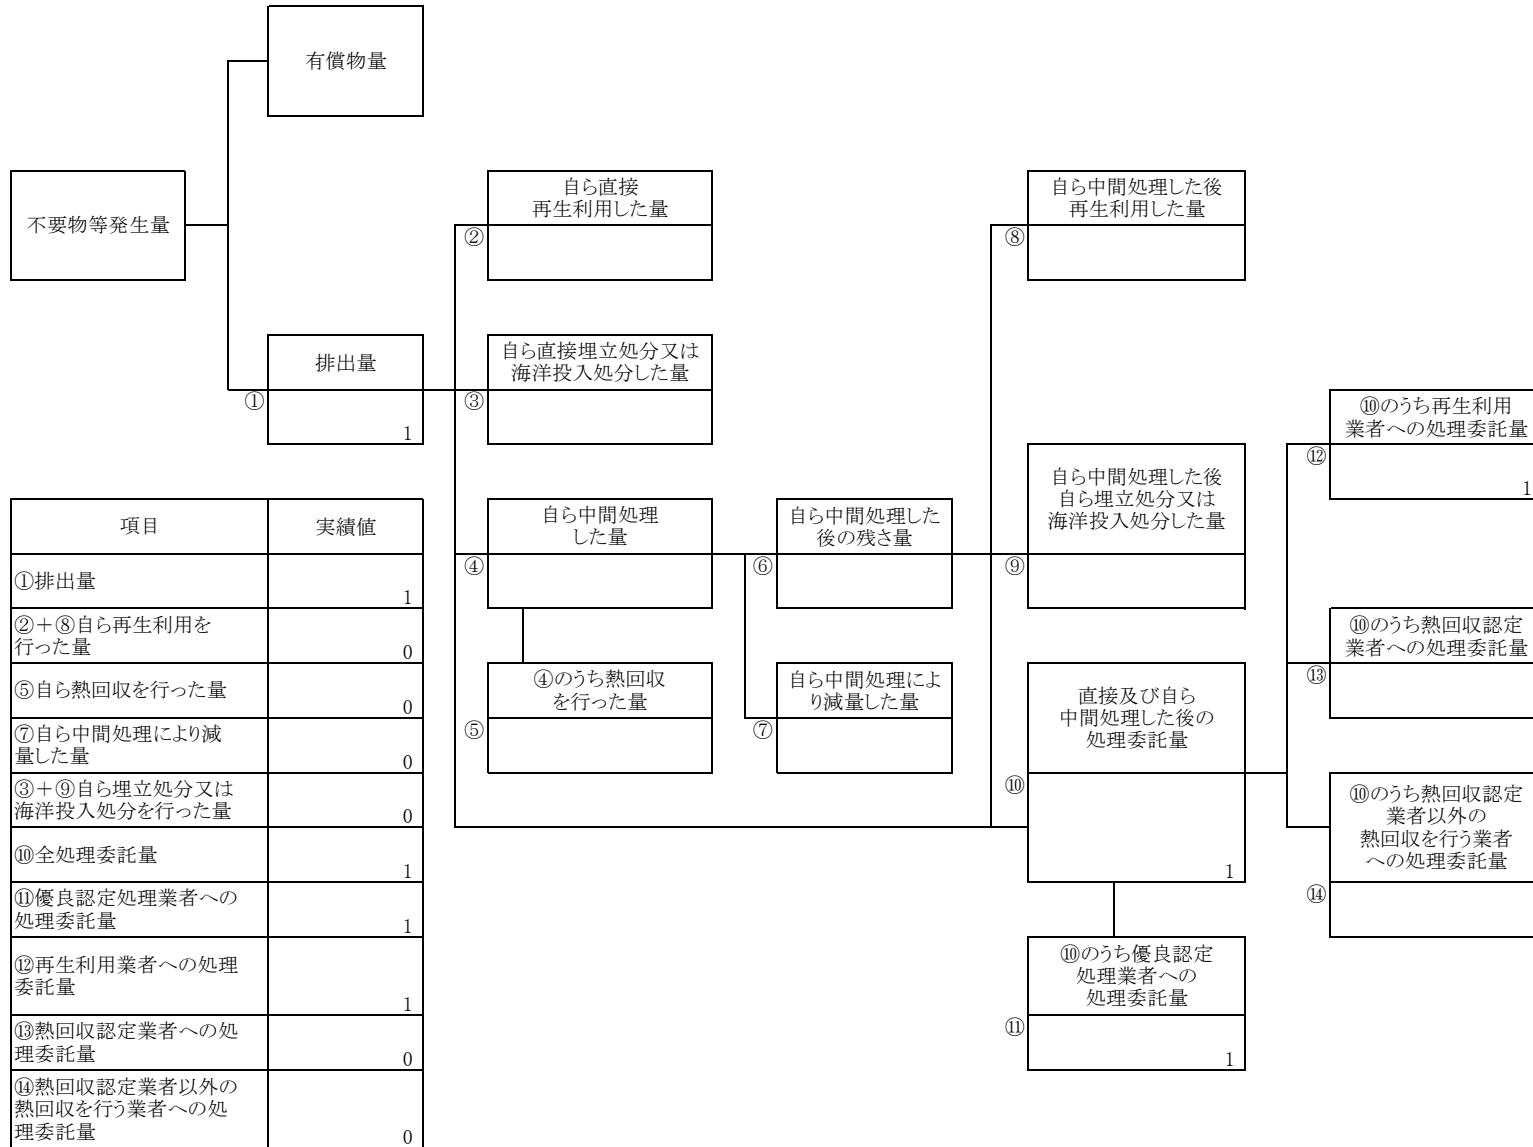 有償物量
不要物等発生量
自ら直接
再生利用した量
②
自ら中間処理した後
再生利用した量
⑧
排出量
①
1
自ら直接埋立処分又は
海洋投入処分した量
③
⑩のうち再生利用
業者への処理委託量
⑫
1
自ら中間処理
した量
④
自ら中間処理した
後の残さ量
⑥
自ら中間処理した後
自ら埋立処分又は
海洋投入処分した量
⑨
⑩のうち熱回収認定
業者への処理委託量
⑬
④のうち熱回収
を行った量
⑤
自ら中間処理によ
り減量した量
⑦
直接及び自ら
中間処理した後の
処理委託量
⑩
1
⑩のうち熱回収認定
業者以外の
熱回収を行う業者
への処理委託量
⑭
⑩のうち優良認定
処理業者への
処理委託量
⑪
1
項目 実績値
①排出量
1
②+⑧自ら再生利用を
行った量
0
⑤自ら熱回収を行った量
0
⑦自ら中間処理により減
量した量
0
③+⑨自ら埋立処分又は
海洋投入処分を行った量
0
⑩全処理委託量
1
⑪優良認定処理業者への
処理委託量
1
⑫再生利用業者への処理
委託量
1
⑬熱回収認定業者への処
理委託量
0
⑭熱回収認定業者以外の
熱回収を行う業者への処
理委託量
0